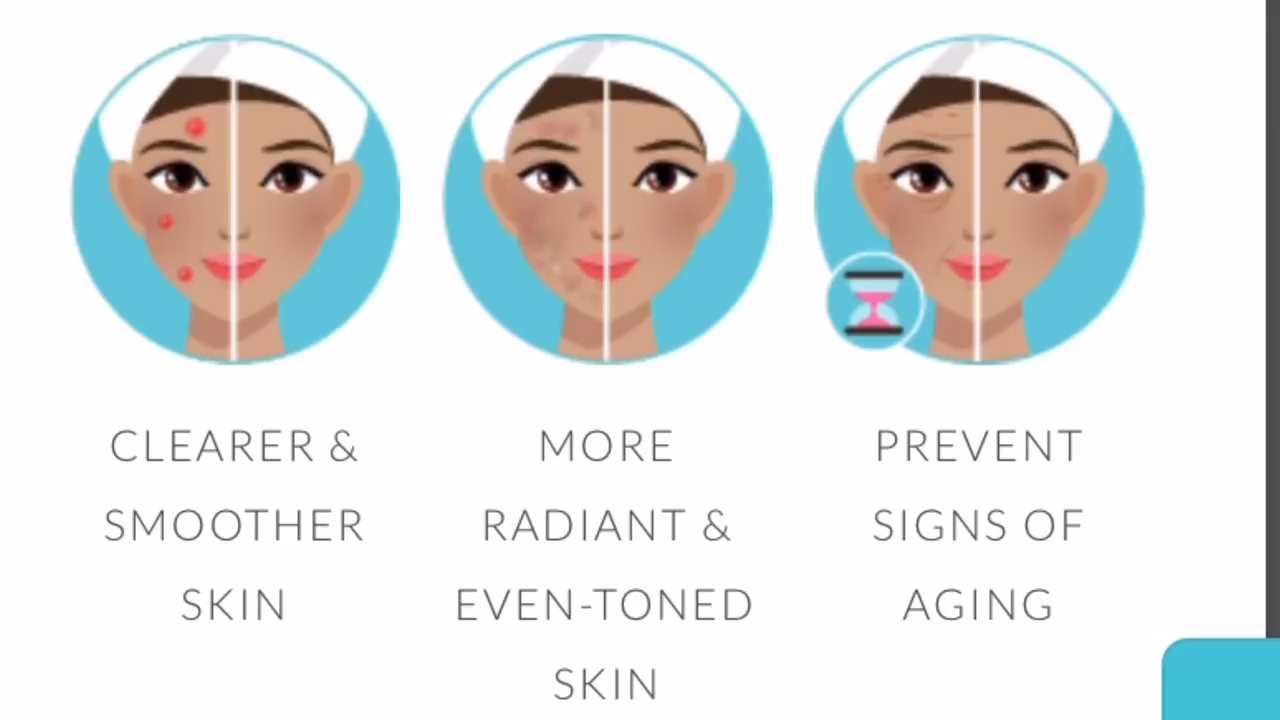 CLEARER &
SMOOTHER
SKIN
MORE
RADIANT &
EVEN-TONED
SKIN
PREVENT
SIGNS OF
AGING